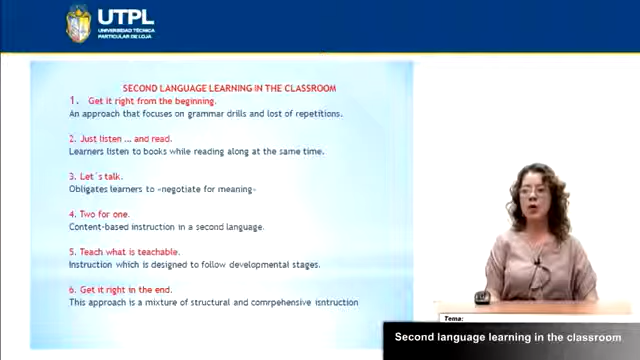 UTPL
UNIVERSIDAD TÉCNICA
PARTICULAR DE LOJA
SECOND LANGUAGE LEARNING IN THE CLASSROOM
1. Get it right from the beginning.
An approach that focuses on grammar drills and lost of repetitions.
2. Just listen … and read.
Learners listen to books while reading along at the same time.
3. Let´s talk.
Obligates learners to «negotiate for meaning»
4. Two for one.
Content-based instruction in a second language.
5. Teach what is teachable.
Instruction which is designed to follow developmental stages.
6. Get it right in the end.
This approach is a mixture of structural and comrpehensive isntruction
Tema:
Second language learning in the classroom